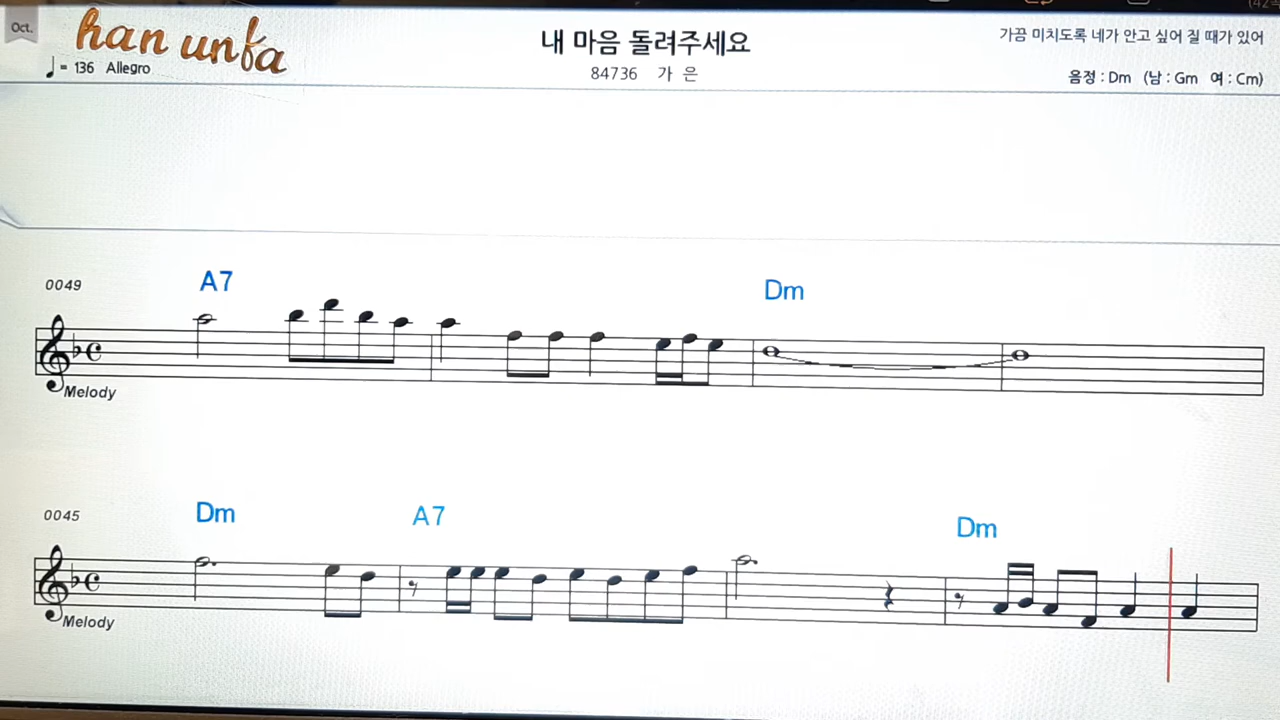 Oct.
han unfa
♩= 136 Allegro
내 마음 돌려주세요
84736 가 은
가끔 미치도록 네가 안고 싶어 질 때가 있어
음정 : Dm (남 : Gm 여 : Cm)
0049 A7 Dm
Melody
0045 Dm A7 Dm
Melody